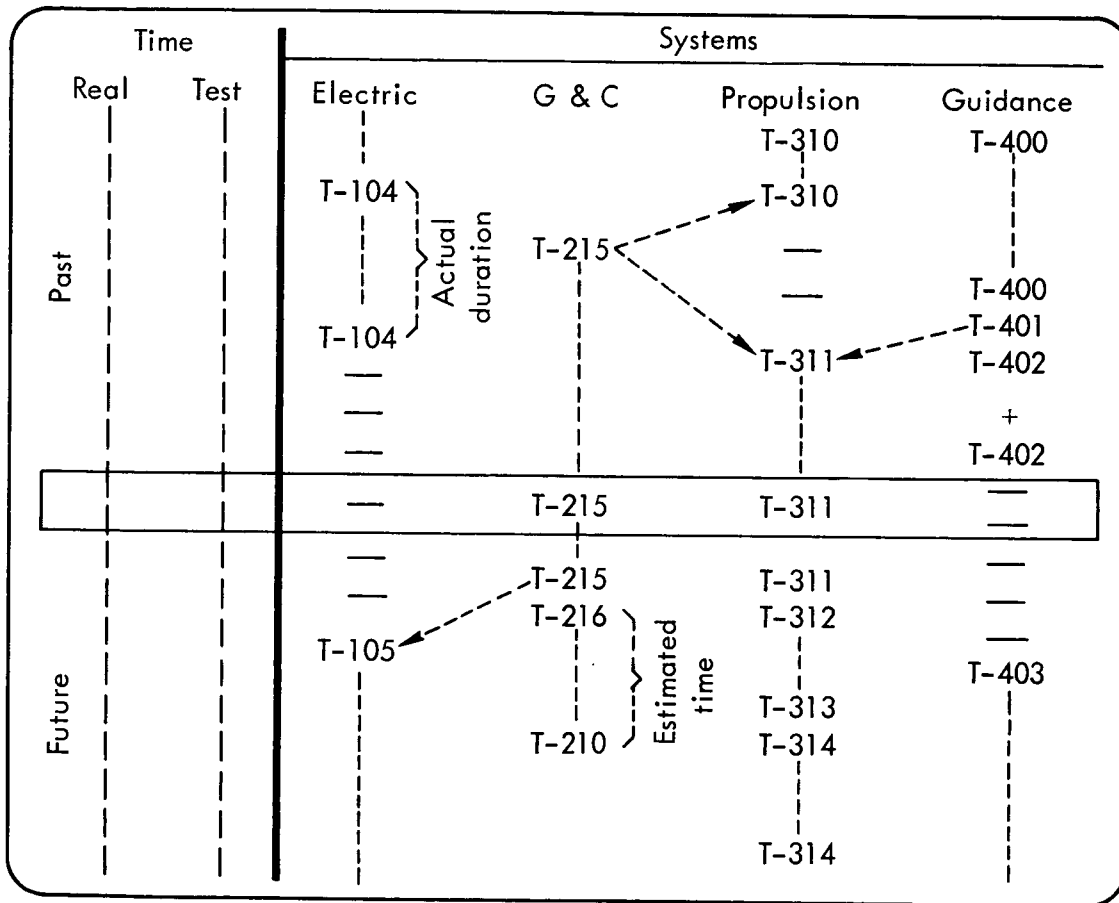 Time Systems
Real Test Electric G & C Propulsion Guidance
T-310 T-400
T-104 T-310
Actual duration
T-215
Past
T-400
T-104 T-401
T-311 T-402
+
T-402
T-215 T-311
T-215 T-311
T-216 T-312
T-105
T-403
Estimated time
Future
T-313
T-210 T-314
T-314